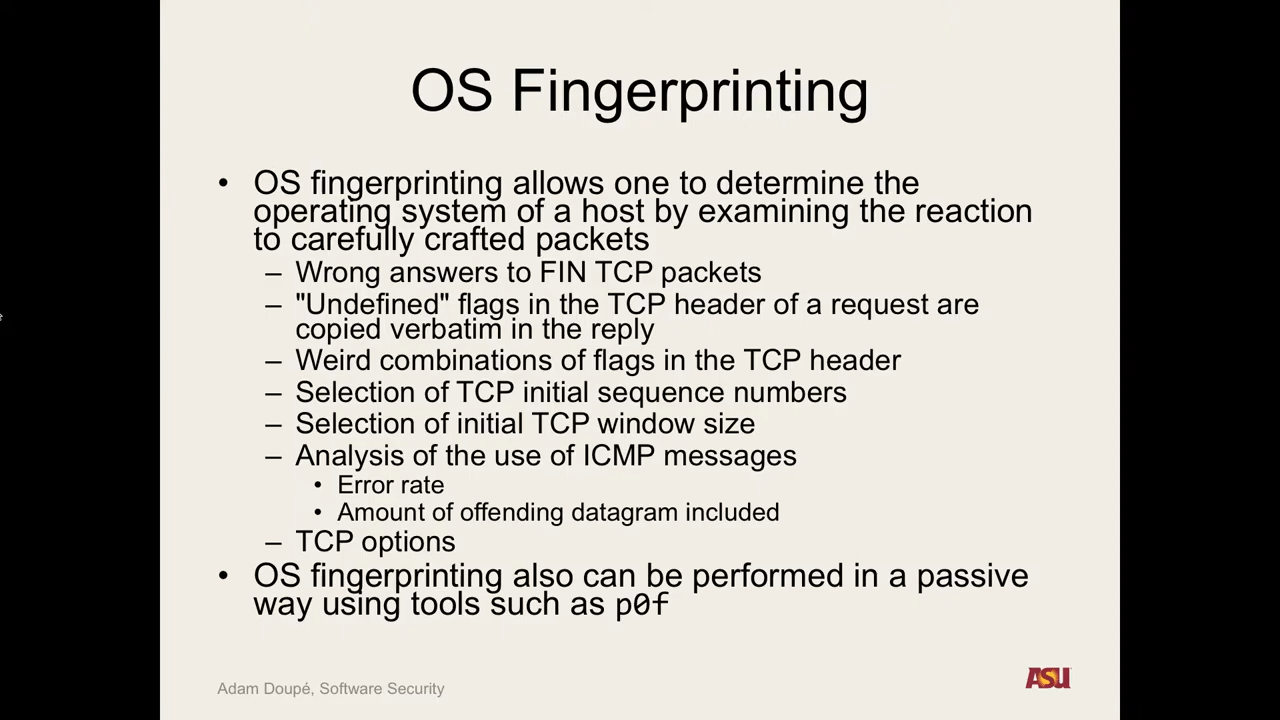 OS Fingerprinting
• OS fingerprinting allows one to determine the
operating system of a host by examining the reaction
to carefully crafted packets
– Wrong answers to FIN TCP packets
– "Undefined" flags in the TCP header of a request are
copied verbatim in the reply
– Weird combinations of flags in the TCP header
– Selection of TCP initial sequence numbers
– Selection of initial TCP window size
– Analysis of the use of ICMP messages
• Error rate
• Amount of offending datagram included
– TCP options
• OS fingerprinting also can be performed in a passive
way using tools such as p0f
Adam Doupé, Software Security
ASU